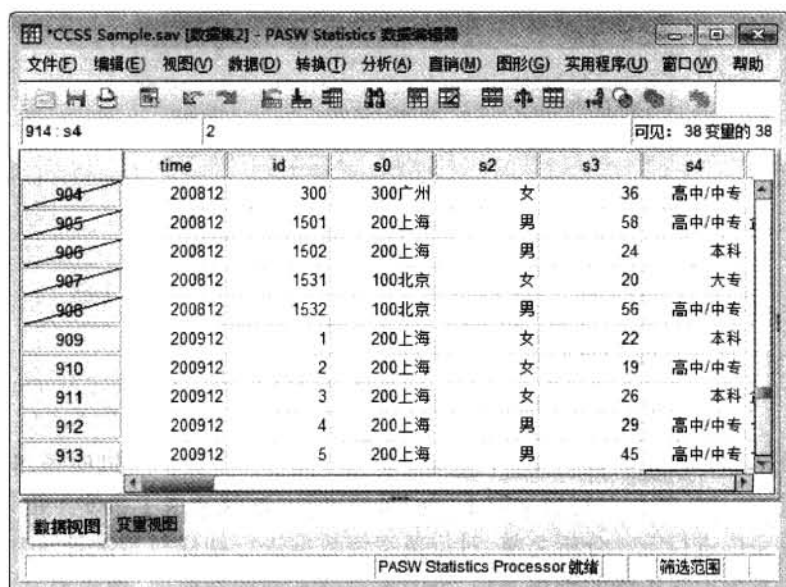 *CCSS Sample.sav [数据集2] - PASW Statistics 数据编辑器
文件(F) 编辑(E) 视图(V) 数据(D) 转换(T) 分析(A) 直销(M) 图形(G) 实用程序(U) 窗口(W) 帮助
914 : s4 2 可见: 38 变量的 38
time id s0 s2 s3 s4
904 200812 300 300广州 女 36 高中/中专
905 200812 1501 200上海 男 58 高中/中专
906 200812 1502 200上海 男 24 本科
907 200812 1531 100北京 女 20 大专
908 200812 1532 100北京 男 56 高中/中专
909 200912 1 200上海 女 22 本科
910 200912 2 200上海 女 19 高中/中专
911 200912 3 200上海 女 26 本科
912 200912 4 200上海 男 29 高中/中专
913 200912 5 200上海 男 45 高中/中专
数据视图 变量视图
PASW Statistics Processor 就绪 筛选范围